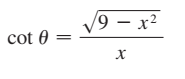 cot θ = √(9 − x²) / x